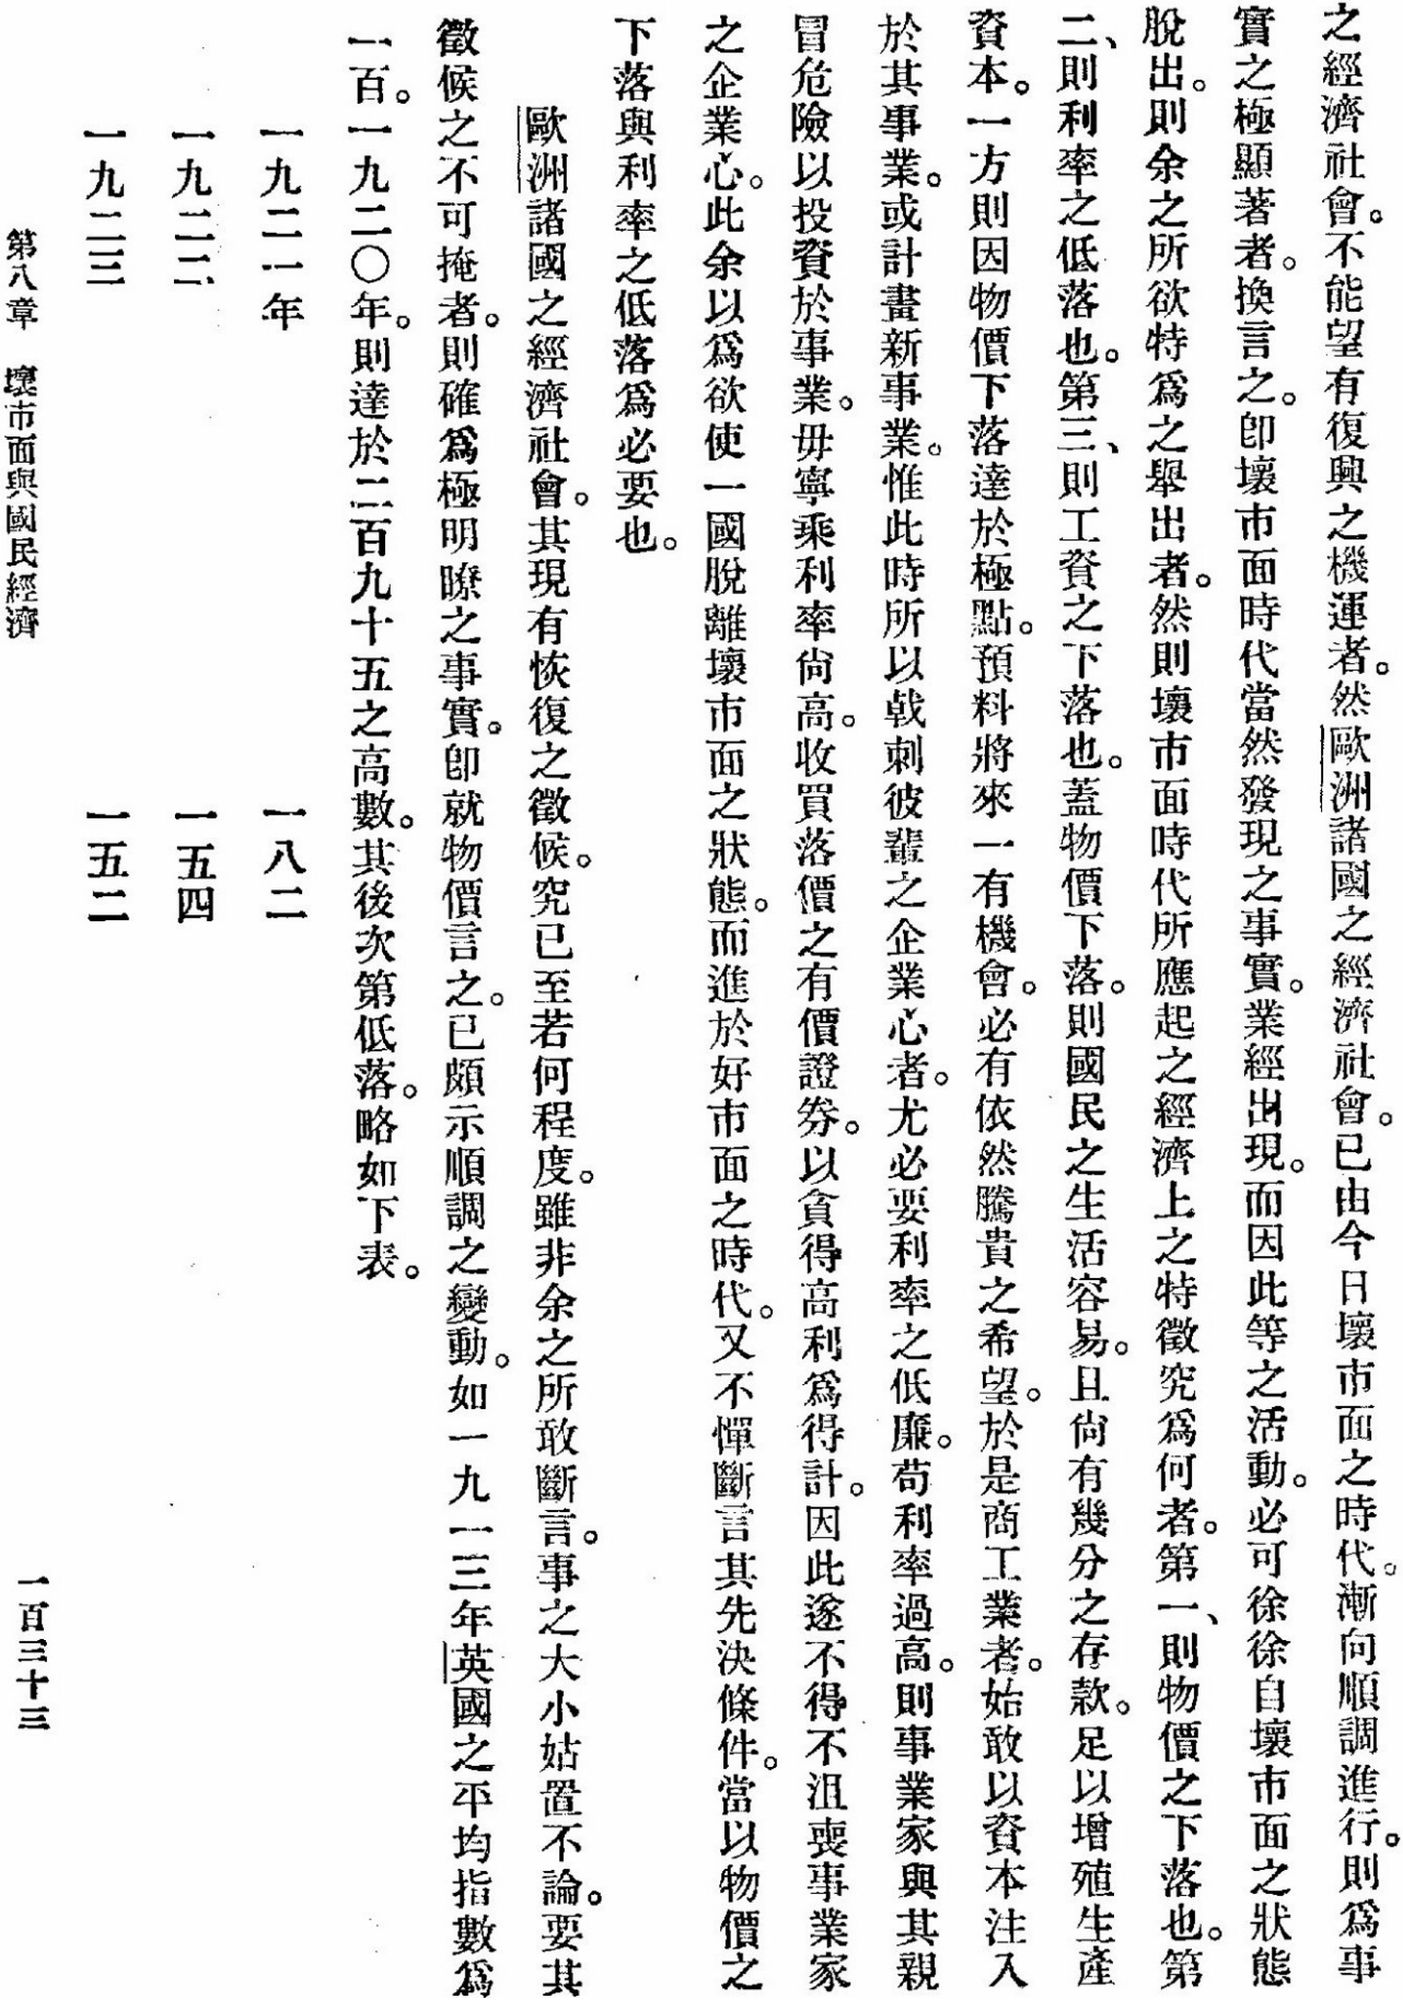 之經濟社會。不能望有復興之機運者。然歐洲諸國之經濟社會。已由今日壞市面之時代。漸向順調進行。則爲事
實之極顯著者。換言之。卽壞市面時代當然發現之事實。業經出現。而因此等之活動。必可徐徐自壞市面之狀態
脫出。則余之所欲特爲之舉出者。然則壞市面時代所應起之經濟上之特徵究爲何者。第一、則物價之下落也。第
二、則利率之低落也。第三、則工資之下落也。蓋物價下落。則國民之生活容易。且尙有幾分之存款。足以增殖生產
資本。一方則因物價下落達於極點。預料將來一有機會。必有依然騰貴之希望。於是商工業者。始敢以資本注入
於其事業。或計畫新事業。惟此時所以戟刺彼輩之企業心者。尤必要利率之低廉。苟利率過高。則事業家與其親
冒危險以投資於事業。毋寧乘利率尙高。收買落價之有價證券。以貪得高利爲得計。因此遂不得不沮喪事業家
之企業心。此余以爲欲使一國脫離壞市面之狀態。而進於好市面之時代。又不憚斷言其先決條件。當以物價之
下落與利率之低落爲必要也。
歐洲諸國之經濟社會。其現有恢復之徵候。究已至若何程度。雖非余之所敢斷言。事之大小姑置不論。要其
徵候之不可掩者。則確爲極明瞭之事實。卽就物價言之。已頗示順調之變動。如一九一三年英國之平均指數爲
一百。一九二〇年。則達於二百九十五之高數。其後次第低落。略如下表。
一九二一年　一八二
一九二二　一五四
一九二三　一五二
第八章　壞市面與國民經濟　一百三十三